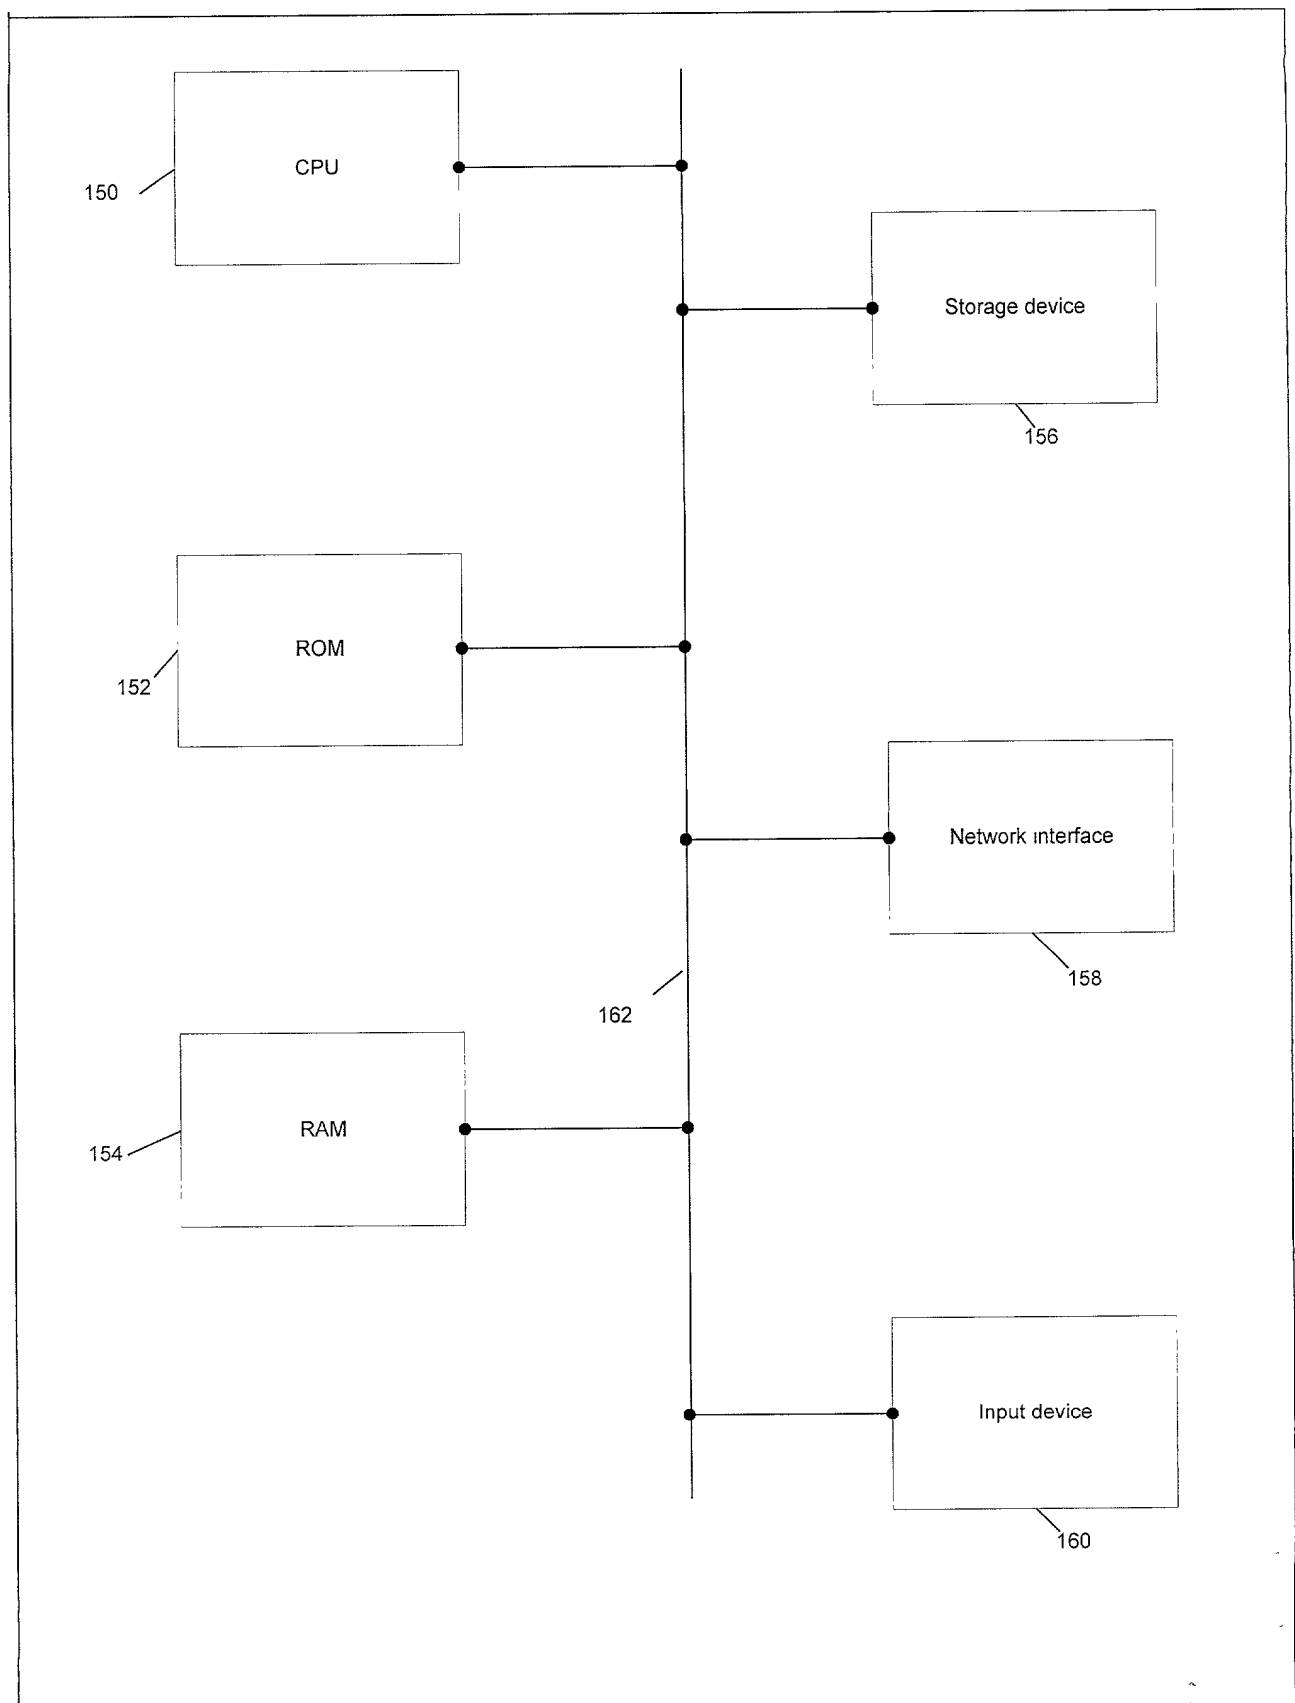 CPU
150
Storage device
156
ROM
152
Network interface
158
162
RAM
154
Input device
160